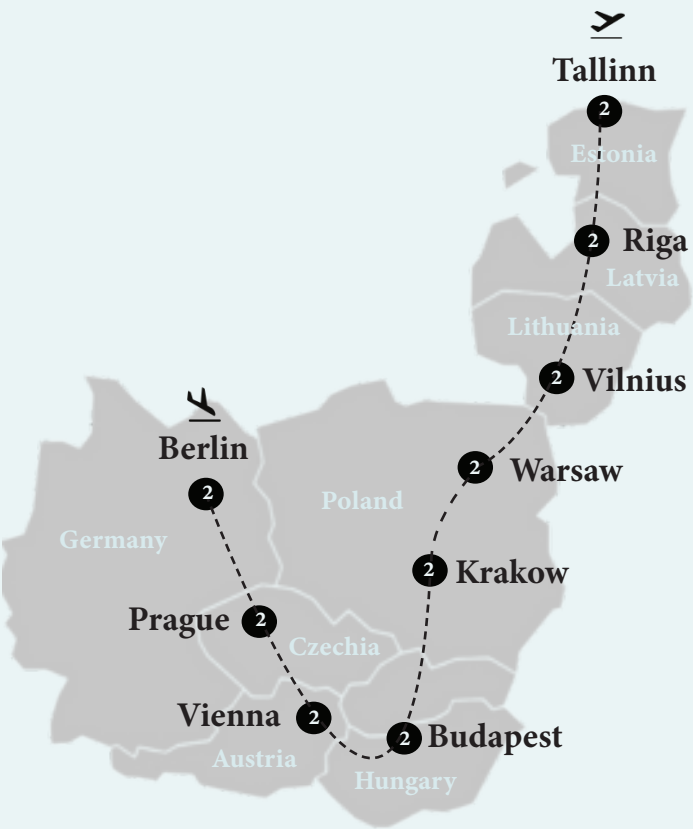 Tallinn
2
Estonia
2 Riga
Latvia
Lithuania
2 Vilnius
Berlin
2 Warsaw
2
Poland
Germany
2 Krakow
Prague 2
Czechia
Vienna 2
2 Budapest
Austria
Hungary